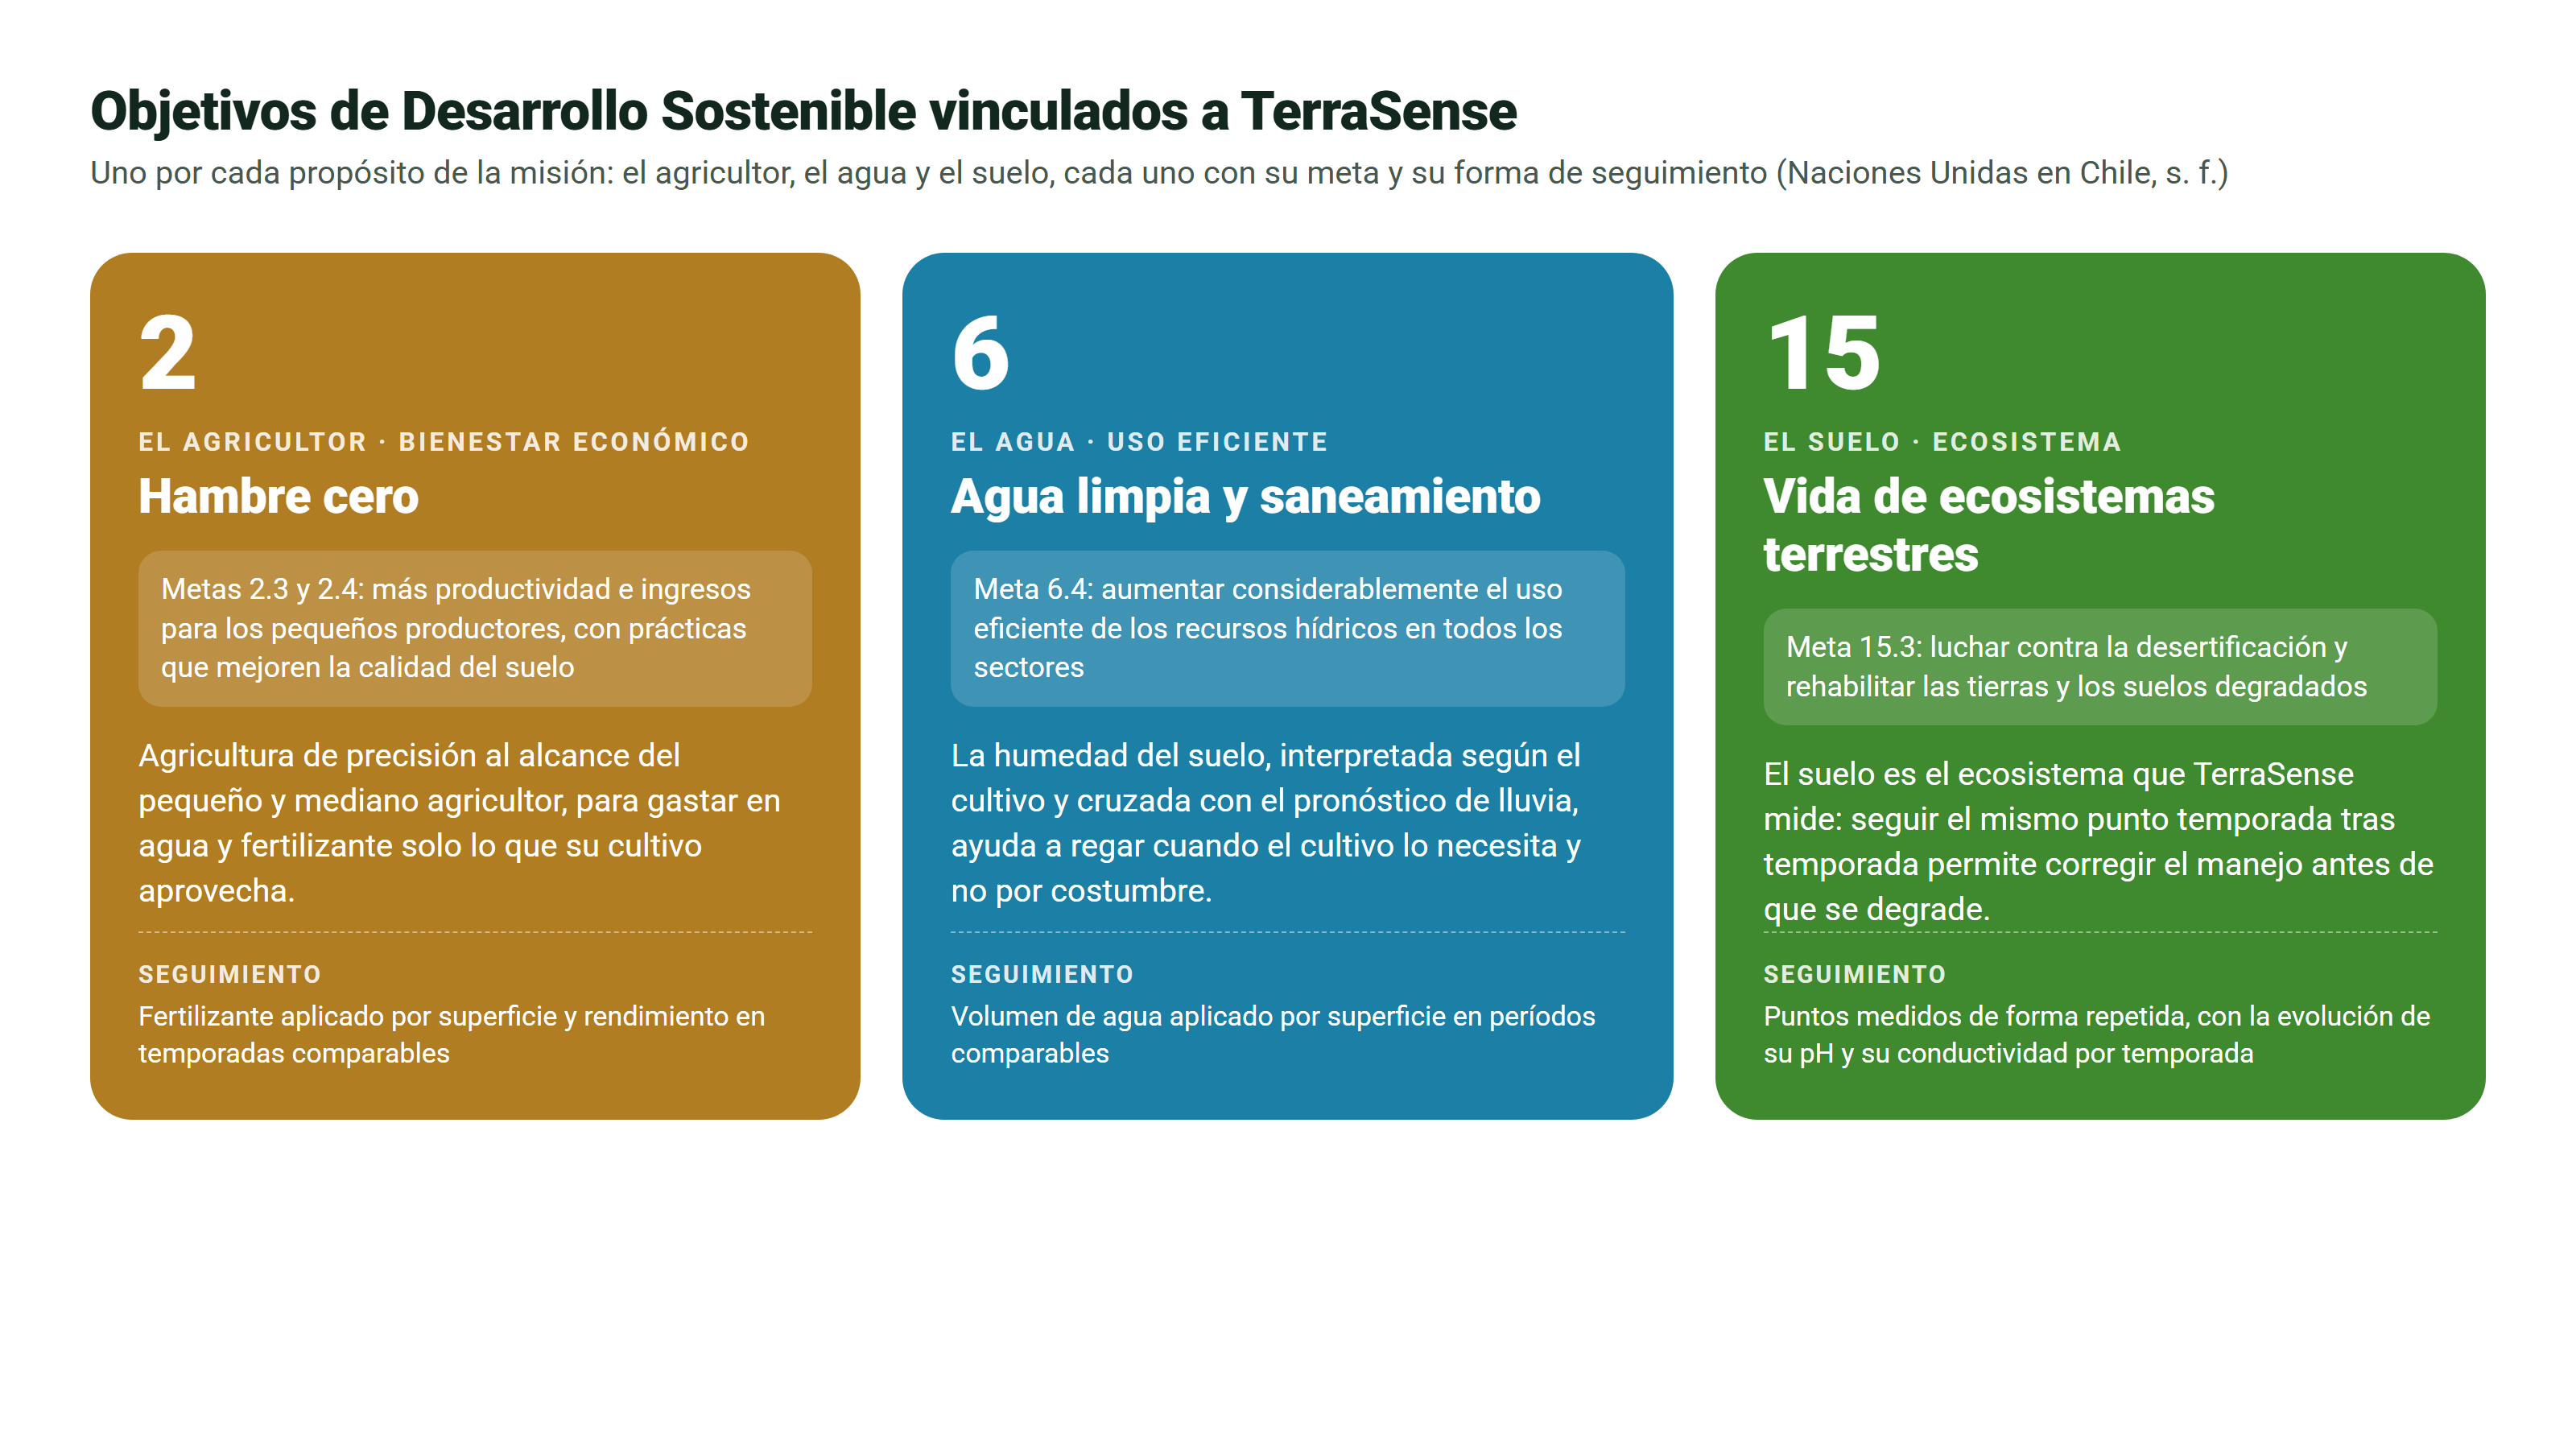 Objetivos de Desarrollo Sostenible vinculados a TerraSense
Uno por cada propósito de la misión: el agricultor, el agua y el suelo, cada uno con su meta y su forma de seguimiento (Naciones Unidas en Chile, s. f.)
2
EL AGRICULTOR · BIENESTAR ECONÓMICO
Hambre cero
Metas 2.3 y 2.4: más productividad e ingresos
para los pequeños productores, con prácticas
que mejoren la calidad del suelo
Agricultura de precisión al alcance del
pequeño y mediano agricultor, para gastar en
agua y fertilizante solo lo que su cultivo
aprovecha.
SEGUIMIENTO
Fertilizante aplicado por superficie y rendimiento en
temporadas comparables
6
EL AGUA · USO EFICIENTE
Agua limpia y saneamiento
Meta 6.4: aumentar considerablemente el uso
eficiente de los recursos hídricos en todos los
sectores
La humedad del suelo, interpretada según el
cultivo y cruzada con el pronóstico de lluvia,
ayuda a regar cuando el cultivo lo necesita y
no por costumbre.
SEGUIMIENTO
Volumen de agua aplicado por superficie en períodos
comparables
15
EL SUELO · ECOSISTEMA
Vida de ecosistemas
terrestres
Meta 15.3: luchar contra la desertificación y
rehabilitar las tierras y los suelos degradados
El suelo es el ecosistema que TerraSense
mide: seguir el mismo punto temporada tras
temporada permite corregir el manejo antes de
que se degrade.
SEGUIMIENTO
Puntos medidos de forma repetida, con la evolución de
su pH y su conductividad por temporada